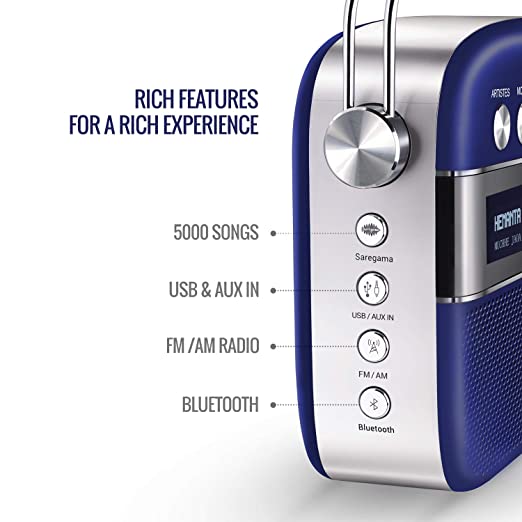 RICH FEATURES
FOR A RICH EXPERIENCE
ARTISTES
5000 SONGS
Saregama
HEMANTA
USB & AUX IN
USB / AUX IN
FM /AM RADIO
FM / AM
BLUETOOTH
Bluetooth